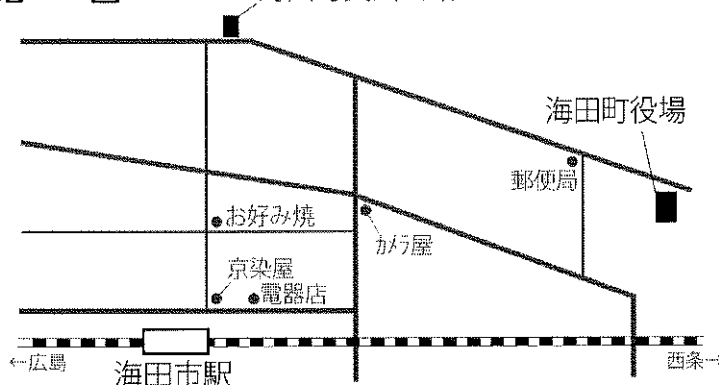 海田町役場
郵便局
お好み焼
カメラ屋
京染屋
電器店
←広島
海田市駅
西条→